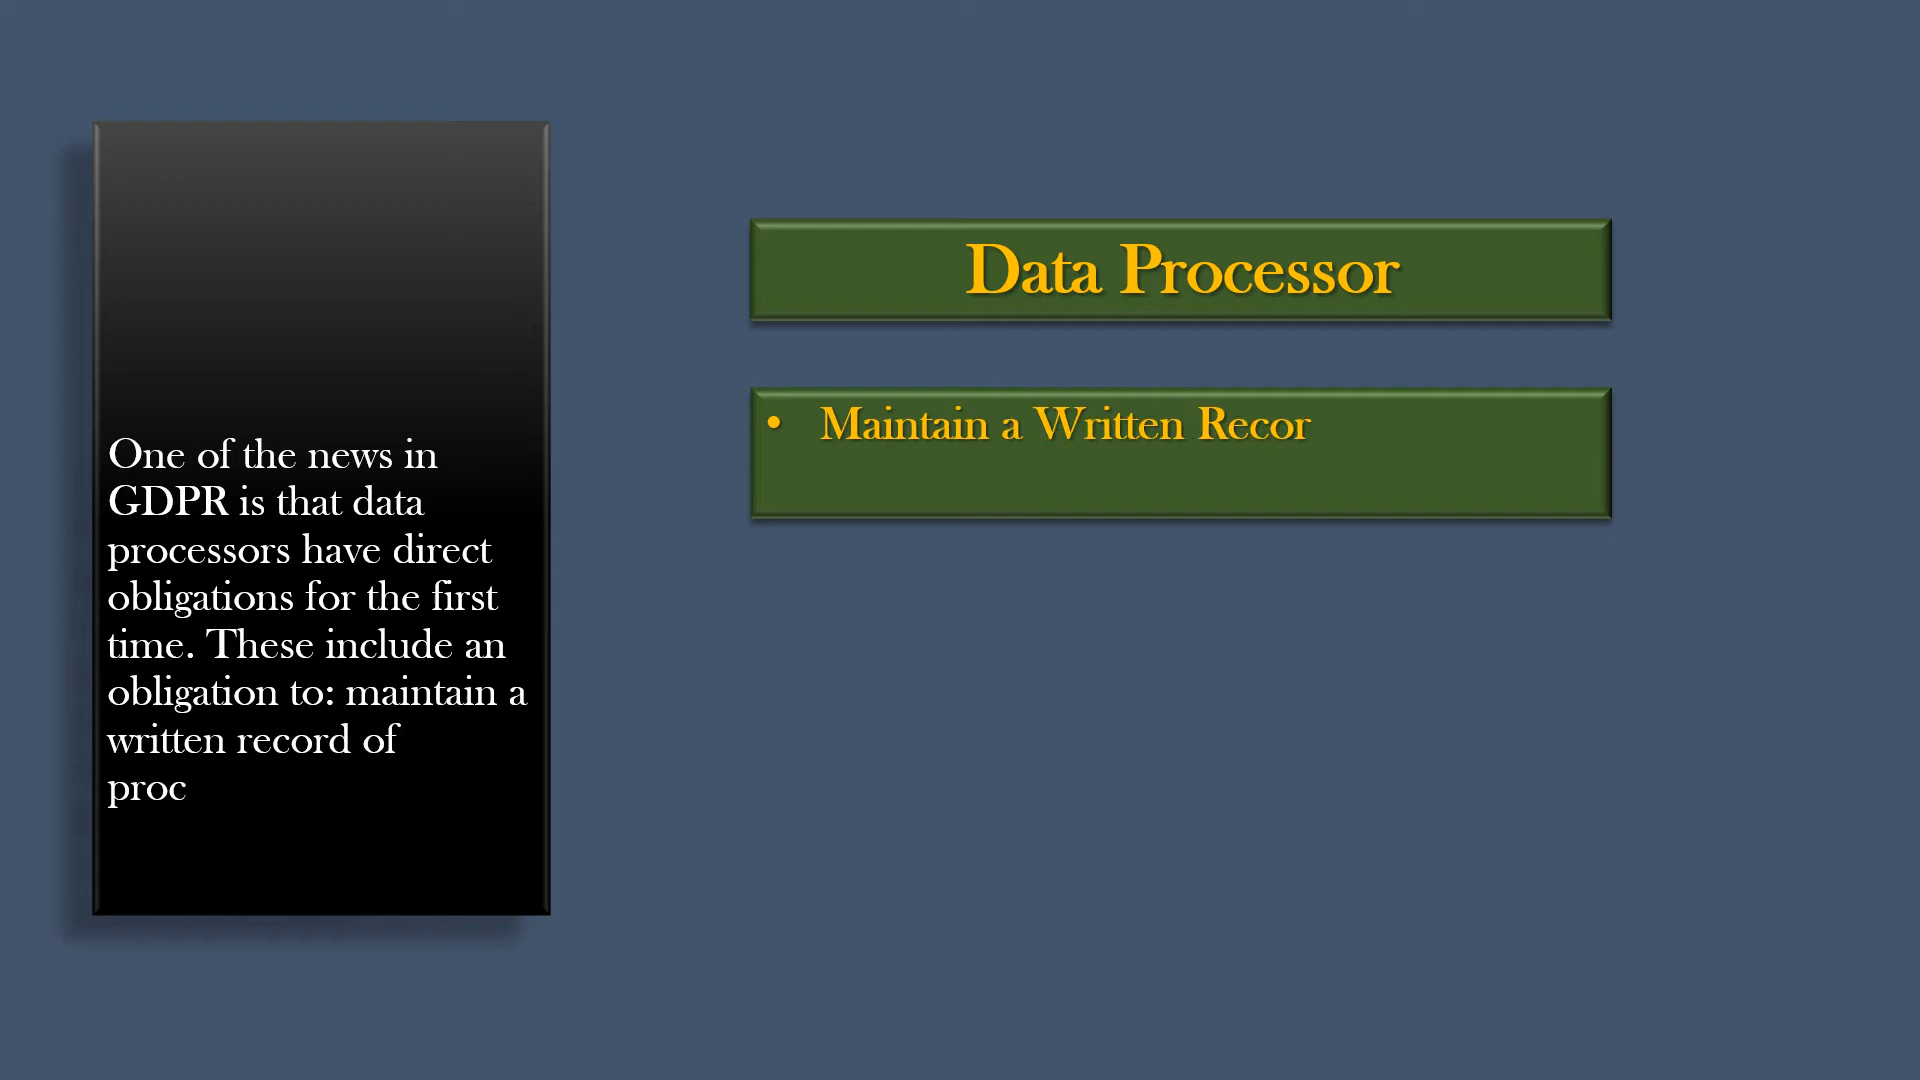 One of the news in
GDPR is that data
processors have direct
obligations for the first
time. These include an
obligation to: maintain a
written record of
proc
Data Processor
• Maintain a Written Recor